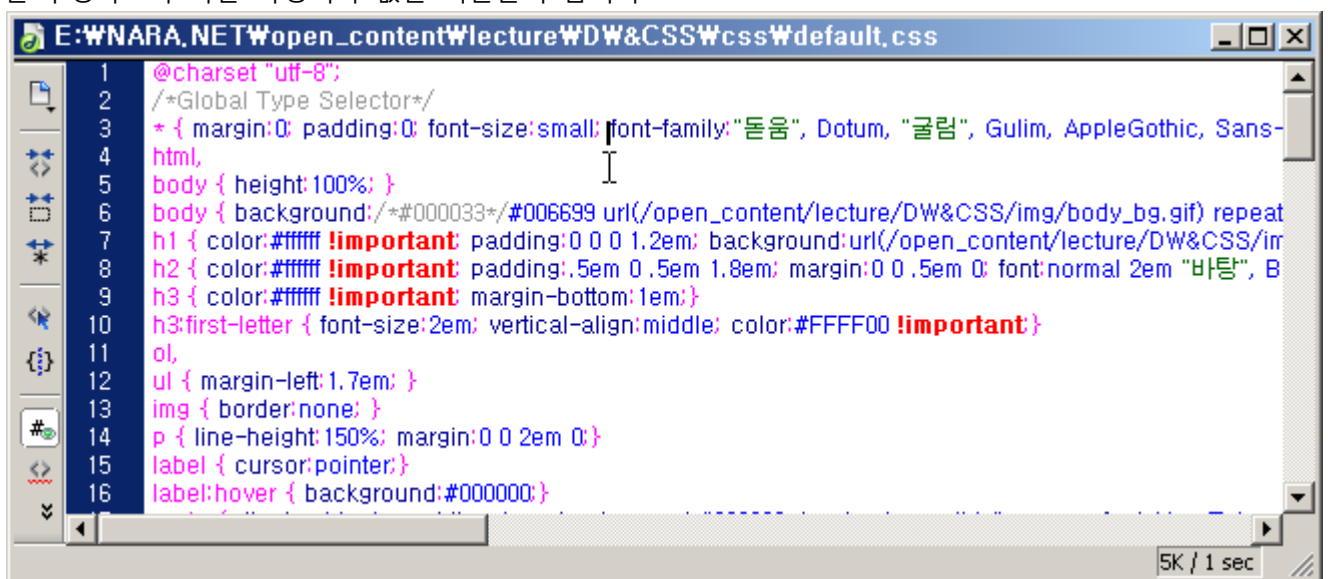 E:₩NARA.NET₩open_content₩lecture₩DW&CSS₩css₩default.css
1 @charset "utf-8";
2 /*Global Type Selector*/
3 * { margin:0; padding:0; font-size:small; font-family:"돋움", Dotum, "굴림", Gulim, AppleGothic, Sans-
4 html,
5 body { height:100%; }
6 body { background:/*#000033*/#006699 url(/open_content/lecture/DW&CSS/img/body_bg.gif) repeat
7 h1 { color:#ffffff !important; padding:0 0 0 1.2em; background:url(/open_content/lecture/DW&CSS/im
8 h2 { color:#ffffff !important; padding:.5em 0 .5em 1.8em; margin:0 0 .5em 0; font:normal 2em "바탕", B
9 h3 { color:#ffffff !important; margin-bottom:1em;}
10 h3:first-letter { font-size:2em; vertical-align:middle; color:#FFFF00 !important;}
11 ol,
12 ul { margin-left:1.7em; }
13 img { border:none; }
14 p { line-height:150%; margin:0 0 2em 0;}
15 label { cursor:pointer;}
16 label:hover { background:#000000;}
5K / 1 sec